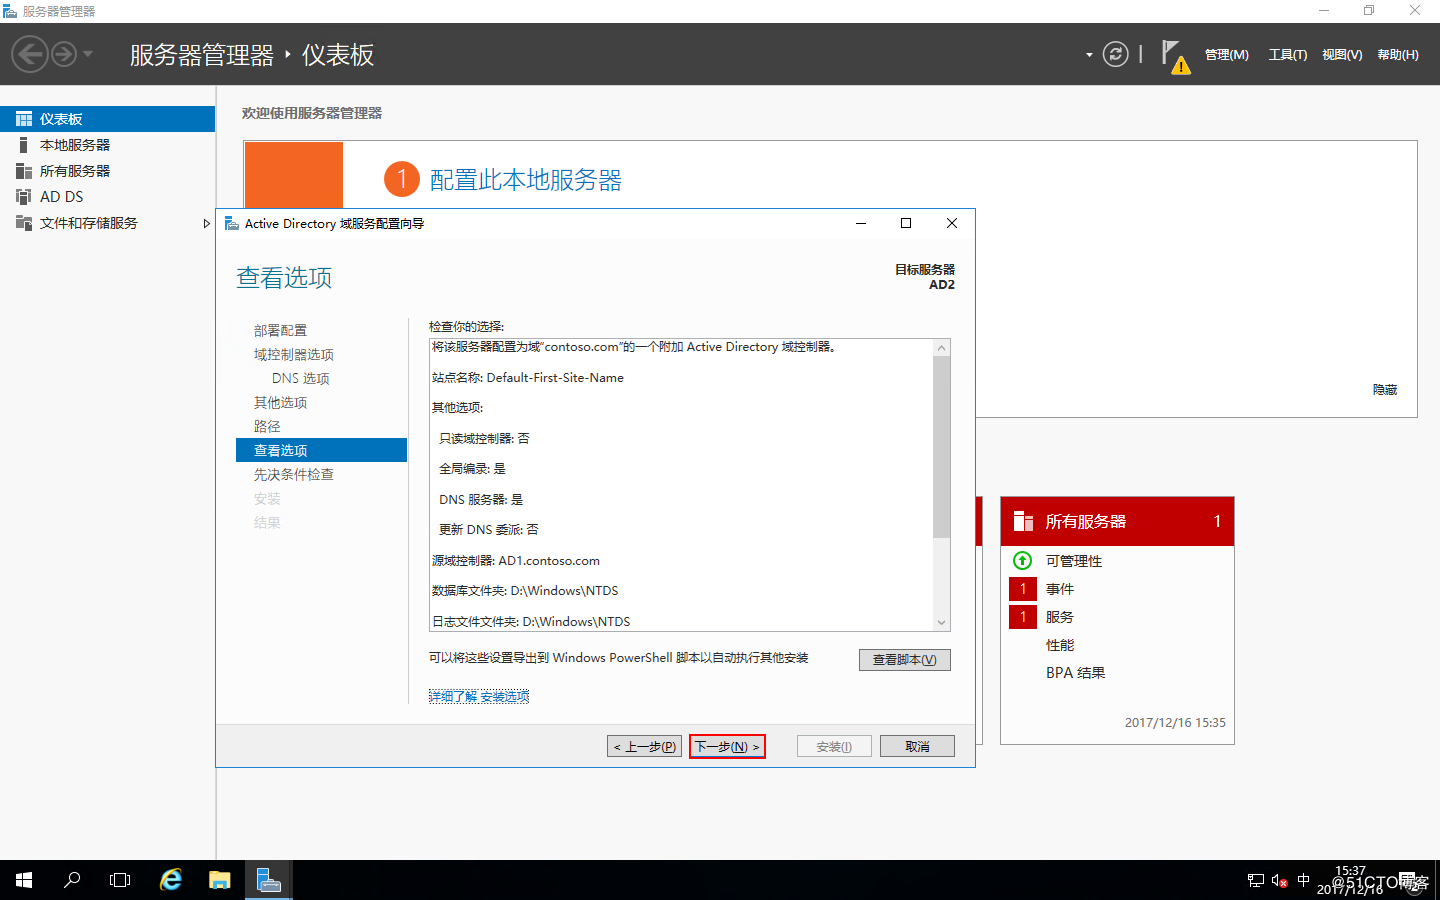 服务器管理器
服务器管理器 ‣ 仪表板
管理(M) 工具(T) 视图(V) 帮助(H)
仪表板
本地服务器
所有服务器
AD DS
文件和存储服务
欢迎使用服务器管理器
1 配置此本地服务器
隐藏
Active Directory 域服务配置向导
查看选项
目标服务器
AD2
部署配置
域控制器选项
DNS 选项
其他选项
路径
查看选项
先决条件检查
安装
结果
检查你的选择:
将该服务器配置为域“contoso.com”的一个附加 Active Directory 域控制器。
站点名称: Default-First-Site-Name
其他选项:
只读域控制器: 否
全局编录: 是
DNS 服务器: 是
更新 DNS 委派: 否
源域控制器: AD1.contoso.com
数据库文件夹: D:\Windows\NTDS
日志文件文件夹: D:\Windows\NTDS
可以将这些设置导出到 Windows PowerShell 脚本以自动执行其他安装
查看脚本(V)
详细了解 安装选项
< 上一步(P) 下一步(N) > 安装(I) 取消
所有服务器 1
可管理性
1 事件
1 服务
性能
BPA 结果
2017/12/16 15:35
中
15:37
2017/12/16
@51CTO博客
2